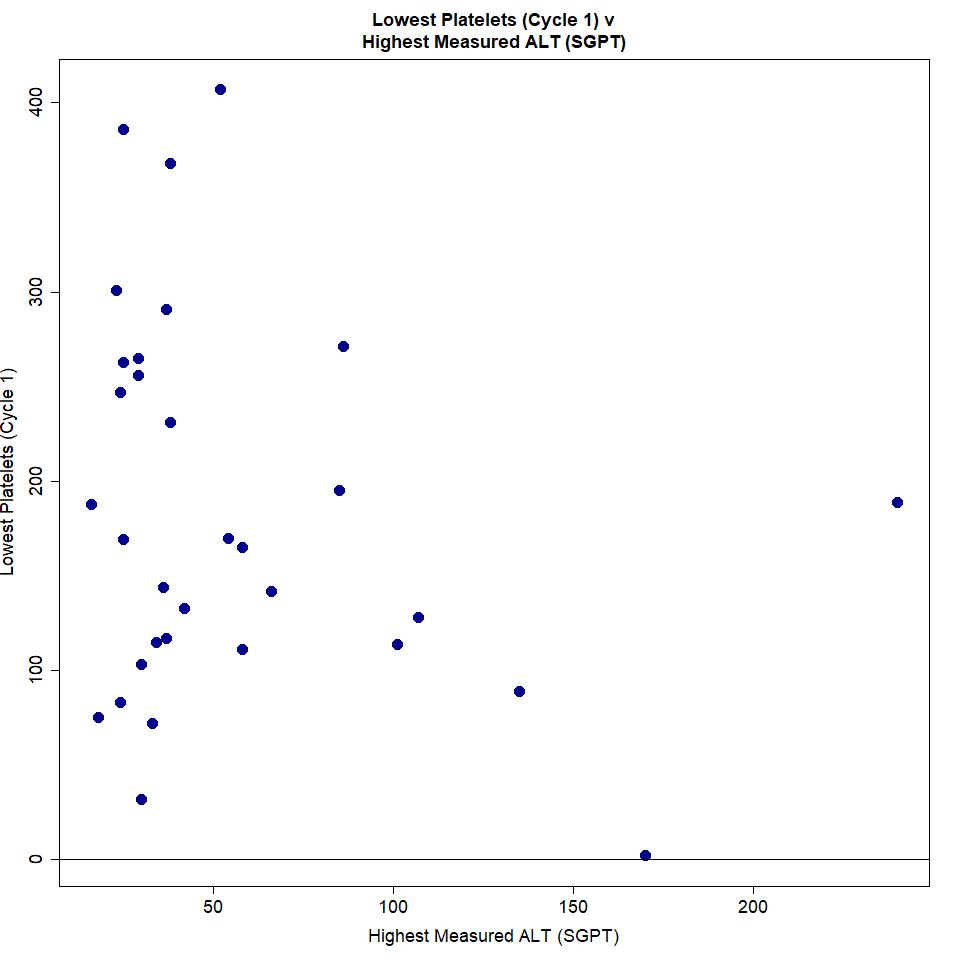 Lowest Platelets (Cycle 1) v
Highest Measured ALT (SGPT)
Lowest Platelets (Cycle 1)
400
300
200
100
0
50 100 150 200
Highest Measured ALT (SGPT)